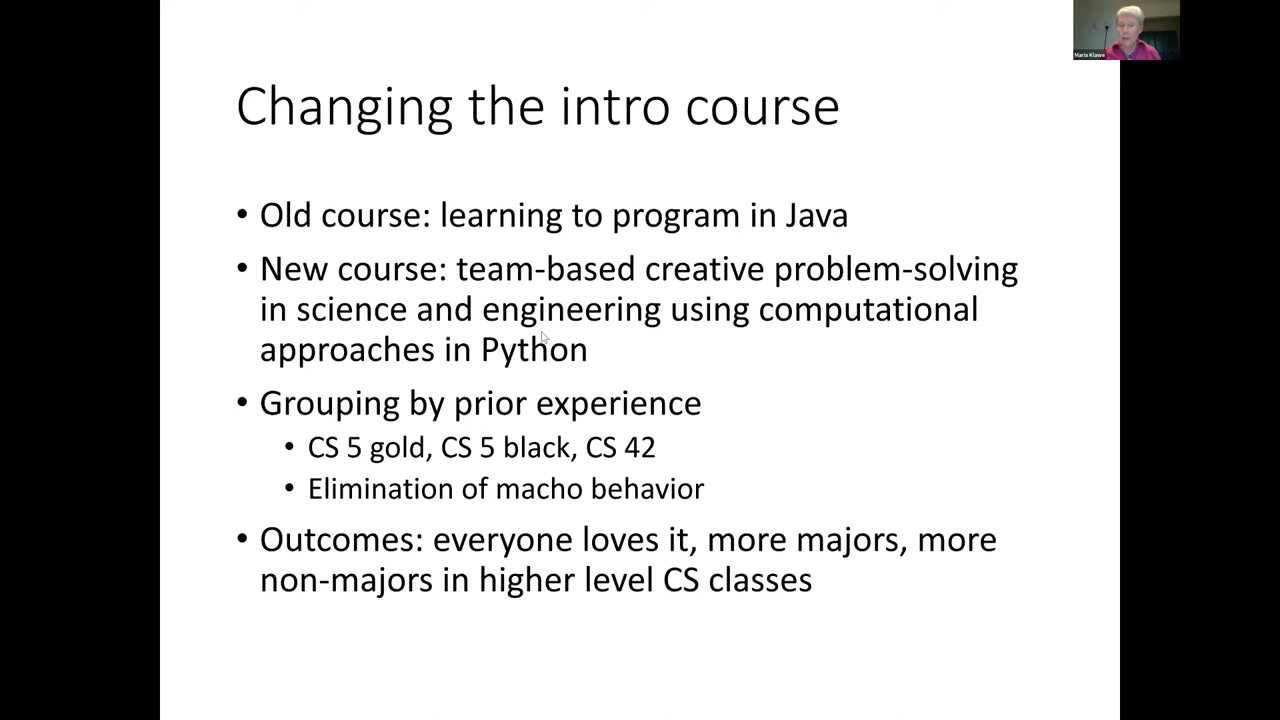 Maria Klawe
Changing the intro course
• Old course: learning to program in Java
• New course: team-based creative problem-solving
in science and engineering using computational
approaches in Python
• Grouping by prior experience
• CS 5 gold, CS 5 black, CS 42
• Elimination of macho behavior
• Outcomes: everyone loves it, more majors, more
non-majors in higher level CS classes